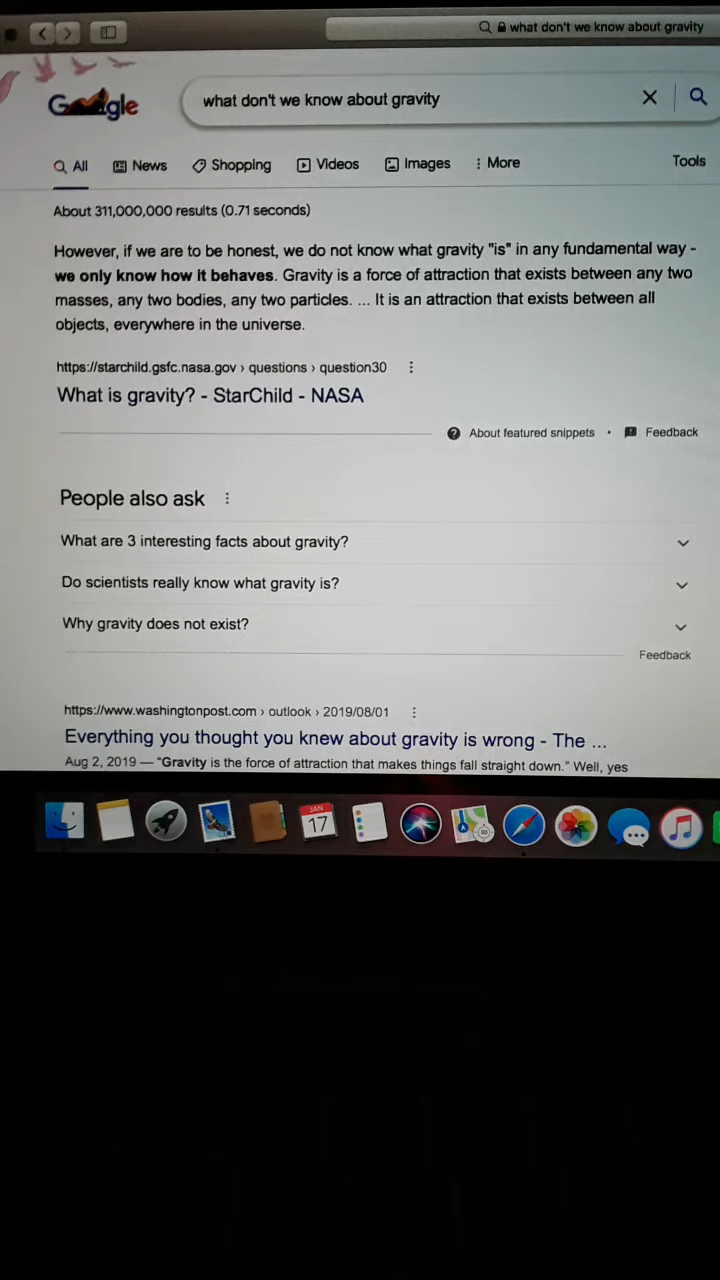 what don't we know about gravity
Google
what don't we know about gravity
All News Shopping Videos Images More Tools
About 311,000,000 results (0.71 seconds)
However, if we are to be honest, we do not know what gravity "is" in any fundamental way -
we only know how it behaves. Gravity is a force of attraction that exists between any two
masses, any two bodies, any two particles. ... It is an attraction that exists between all
objects, everywhere in the universe.
https://starchild.gsfc.nasa.gov › questions › question30
What is gravity? - StarChild - NASA
About featured snippets • Feedback
People also ask
What are 3 interesting facts about gravity?
Do scientists really know what gravity is?
Why gravity does not exist?
Feedback
https://www.washingtonpost.com › outlook › 2019/08/01
Everything you thought you knew about gravity is wrong - The ...
Aug 2, 2019 — "Gravity is the force of attraction that makes things fall straight down." Well, yes
JAN
17
3D